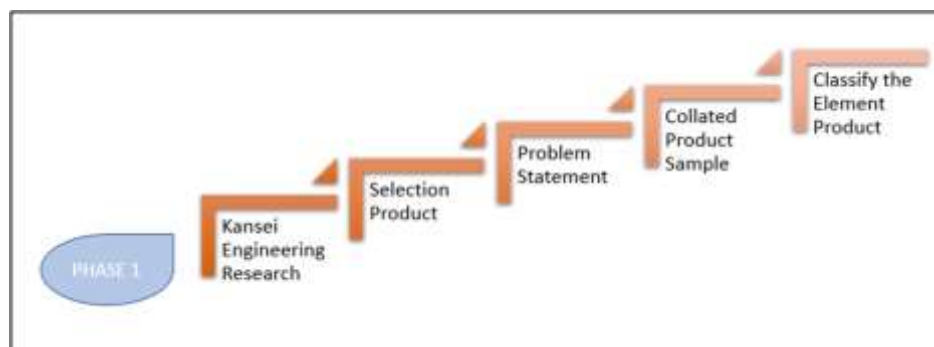 PHASE 1
Kansei
Engineering
Research
Selection
Product
Problem
Statement
Collated
Product
Sample
Classify the
Element
Product